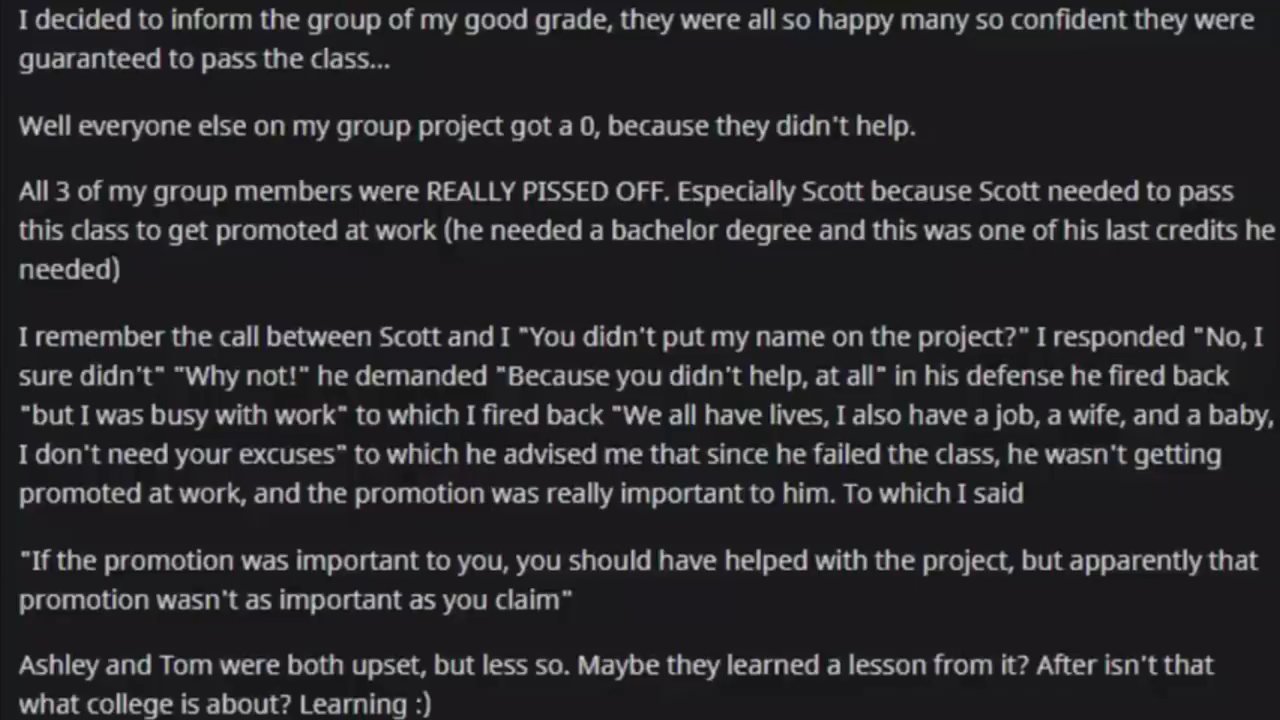 I decided to inform the group of my good grade, they were all so happy many so confident they were
guaranteed to pass the class...
Well everyone else on my group project got a 0, because they didn't help.
All 3 of my group members were REALLY PISSED OFF. Especially Scott because Scott needed to pass
this class to get promoted at work (he needed a bachelor degree and this was one of his last credits he
needed)
I remember the call between Scott and I "You didn't put my name on the project?" I responded "No, I
sure didn't" "Why not!" he demanded "Because you didn't help, at all" in his defense he fired back
"but I was busy with work" to which I fired back "We all have lives, I also have a job, a wife, and a baby,
I don't need your excuses" to which he advised me that since he failed the class, he wasn't getting
promoted at work, and the promotion was really important to him. To which I said
"If the promotion was important to you, you should have helped with the project, but apparently that
promotion wasn't as important as you claim"
Ashley and Tom were both upset, but less so. Maybe they learned a lesson from it? After isn't that
what college is about? Learning :)